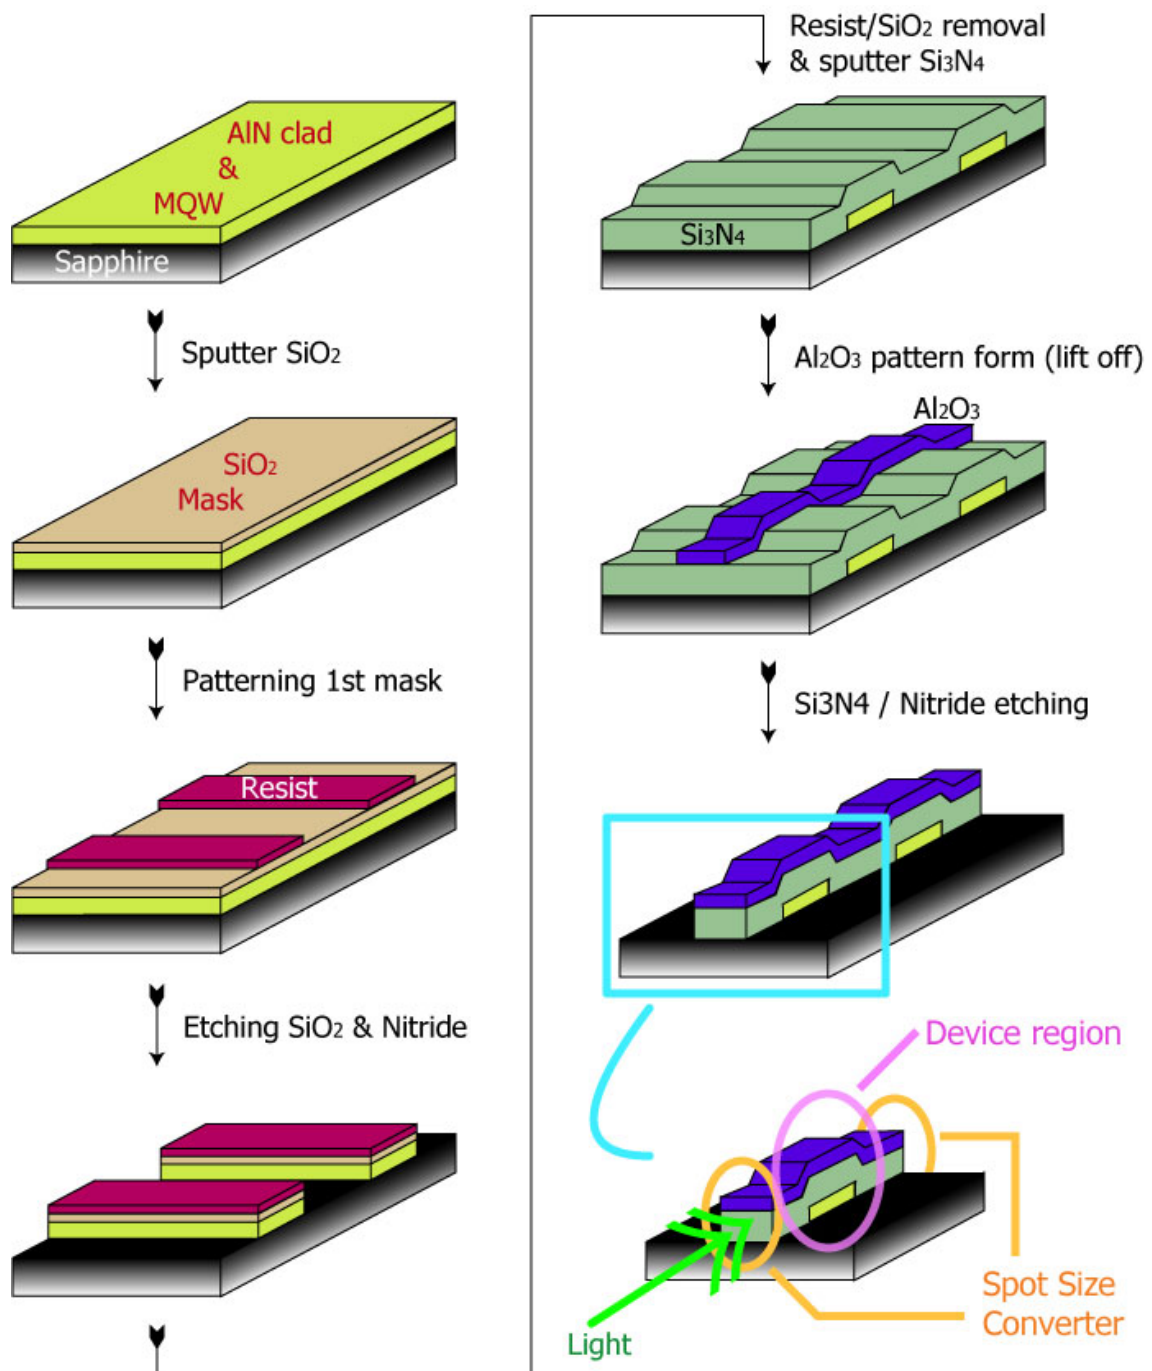 AlN clad
&
MQW
Sapphire
Sputter SiO₂
SiO₂
Mask
Patterning 1st mask
Resist
Etching SiO₂ & Nitride
Resist/SiO₂ removal
& sputter Si₃N₄
Si₃N₄
Al₂O₃ pattern form (lift off)
Al₂O₃
Si3N4 / Nitride etching
Device region
Spot Size
Converter
Light